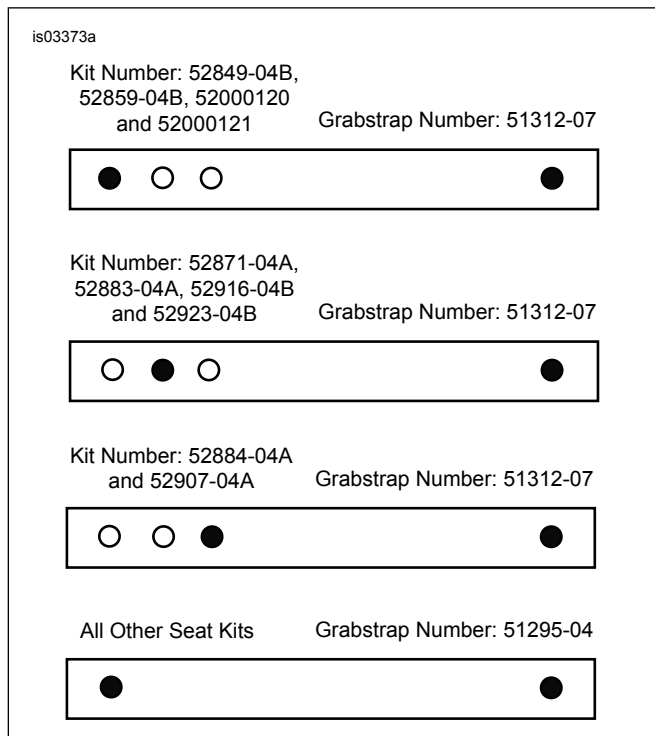 is03373a
Kit Number: 52849-04B,
52859-04B, 52000120
and 52000121
Grabstrap Number: 51312-07
Kit Number: 52871-04A,
52883-04A, 52916-04B
and 52923-04B
Grabstrap Number: 51312-07
Kit Number: 52884-04A
and 52907-04A
Grabstrap Number: 51312-07
All Other Seat Kits
Grabstrap Number: 51295-04